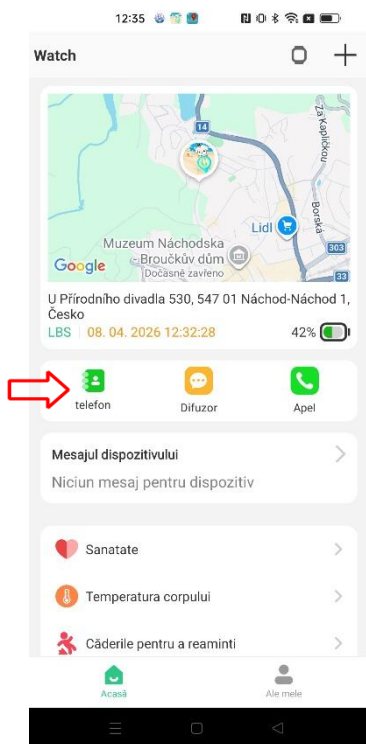 12:35
Watch
14
Za Kapličkou
Borská
Lidl
303
Muzeum Náchodska
Broučkův dům
Dočasně zavřeno
Google
33
U Přírodního divadla 530, 547 01 Náchod-Náchod 1,
Česko
LBS 08. 04. 2026 12:32:28 42%
telefon Difuzor Apel
Mesajul dispozitivului
Niciun mesaj pentru dispozitiv
Sanatate
Temperatura corpului
Căderile pentru a reaminti
Acasă Ale mele